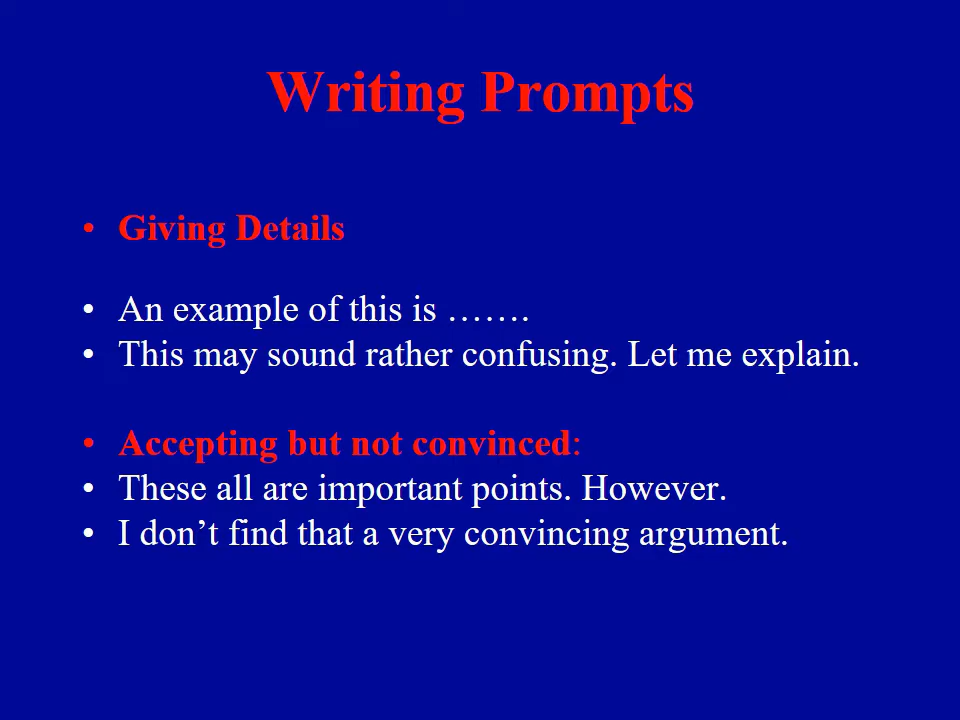 Writing Prompts
• Giving Details
• An example of this is …….
• This may sound rather confusing. Let me explain.
• Accepting but not convinced:
• These all are important points. However.
• I don’t find that a very convincing argument.